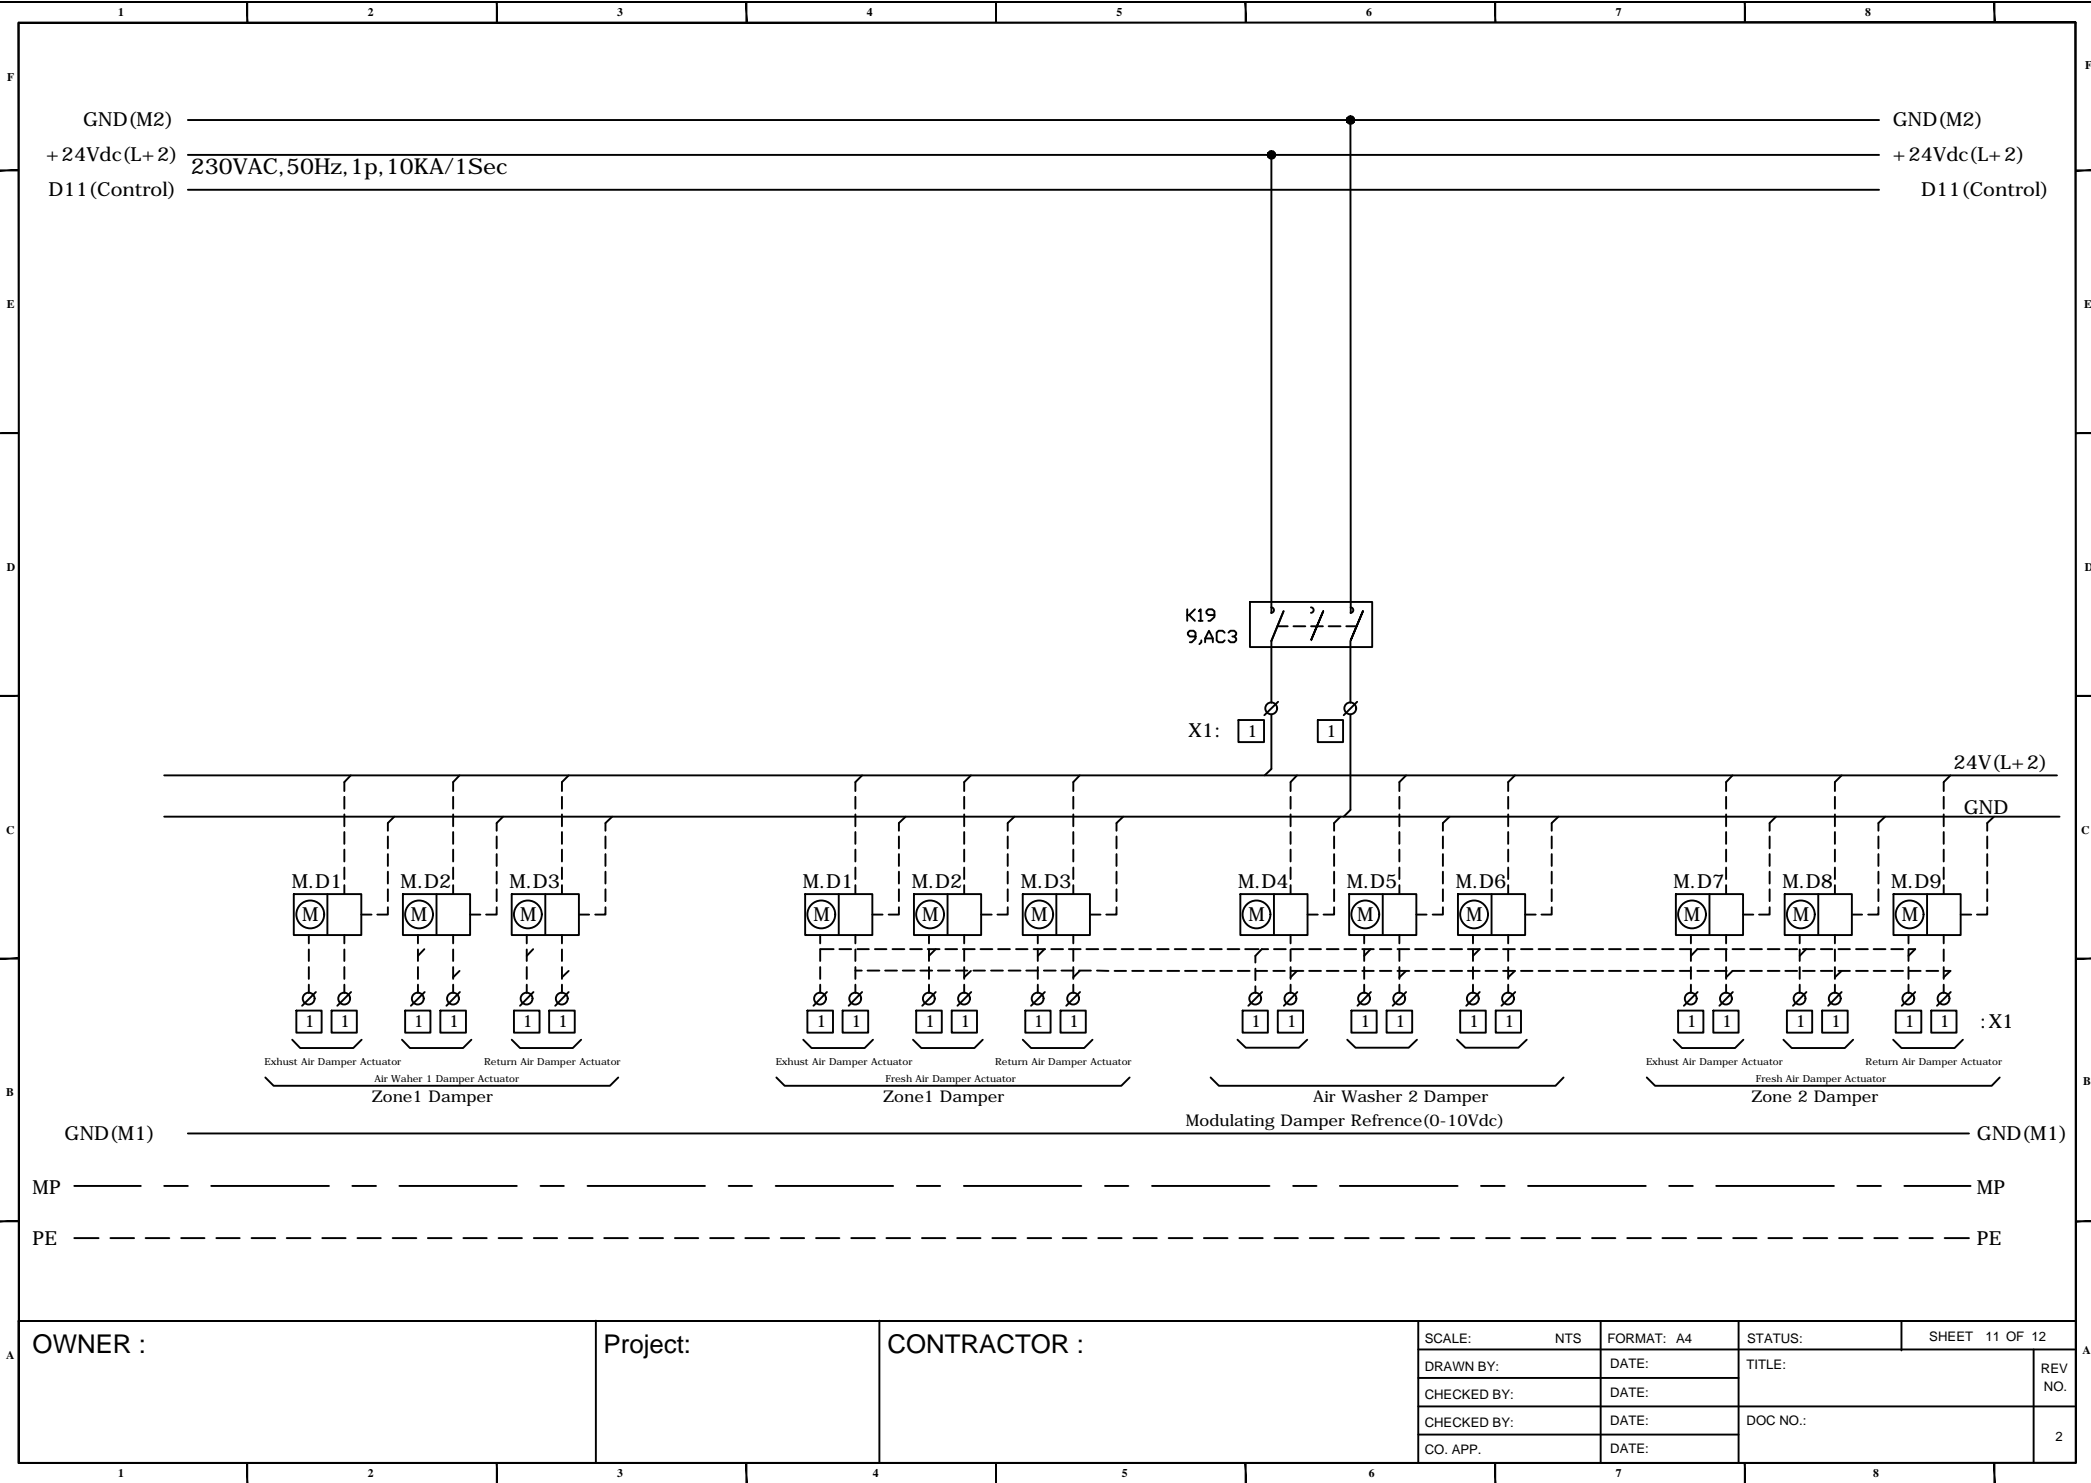 1 2 3 4 5 6 7 8
F F
GND(M2) GND(M2)
+24Vdc(L+2) +24Vdc(L+2)
230VAC,50Hz,1p,10KA/1Sec
D11(Control) D11(Control)
E E
D D
K19
9,AC3
X1: 1 1
24V(L+2)
GND
C C
M.D1 M.D2 M.D3 M.D1 M.D2 M.D3 M.D4 M.D5 M.D6 M.D7 M.D8 M.D9
M M M M M M M M M M M M
1 1 1 1 1 1 1 1 1 1 1 1 1 1 1 1 1 1 1 1 1 1 1 1 :X1
Exhust Air Damper Actuator Return Air Damper Actuator Exhust Air Damper Actuator Return Air Damper Actuator Exhust Air Damper Actuator Return Air Damper Actuator
Air Waher 1 Damper Actuator Fresh Air Damper Actuator Fresh Air Damper Actuator
B B
Zone1 Damper Zone1 Damper Air Washer 2 Damper Zone 2 Damper
Modulating Damper Refrence(0-10Vdc)
GND(M1) GND(M1)
MP MP
PE PE
A A
OWNER : Project: CONTRACTOR :
SCALE: NTS FORMAT: A4 STATUS: SHEET 11 OF 12
DRAWN BY: DATE: TITLE: REV NO.
CHECKED BY: DATE:
CHECKED BY: DATE: DOC NO.: 2
CO. APP. DATE:
1 2 3 4 5 6 7 8